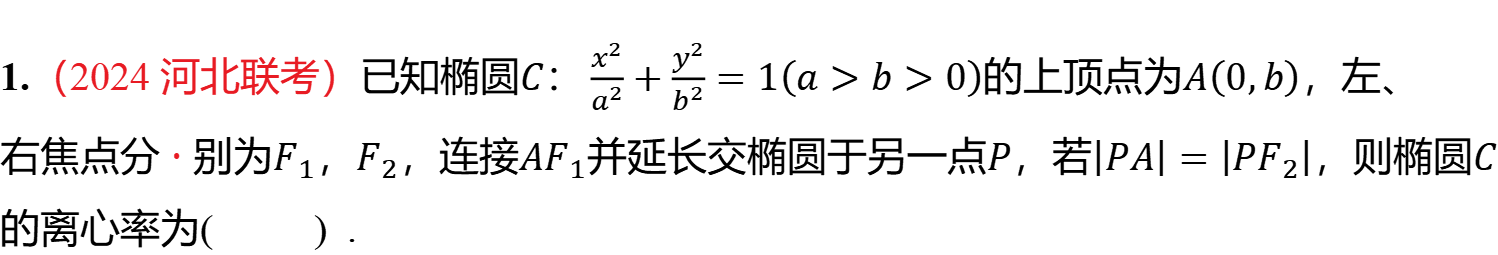 1.（2024 河北联考）已知椭圆C：x²/a² + y²/b² = 1(a > b > 0)的上顶点为A(0, b)，左、
右焦点分·别为F₁，F₂，连接AF₁并延长交椭圆于另一点P，若|PA| = |PF₂|，则椭圆C
的离心率为(　　).